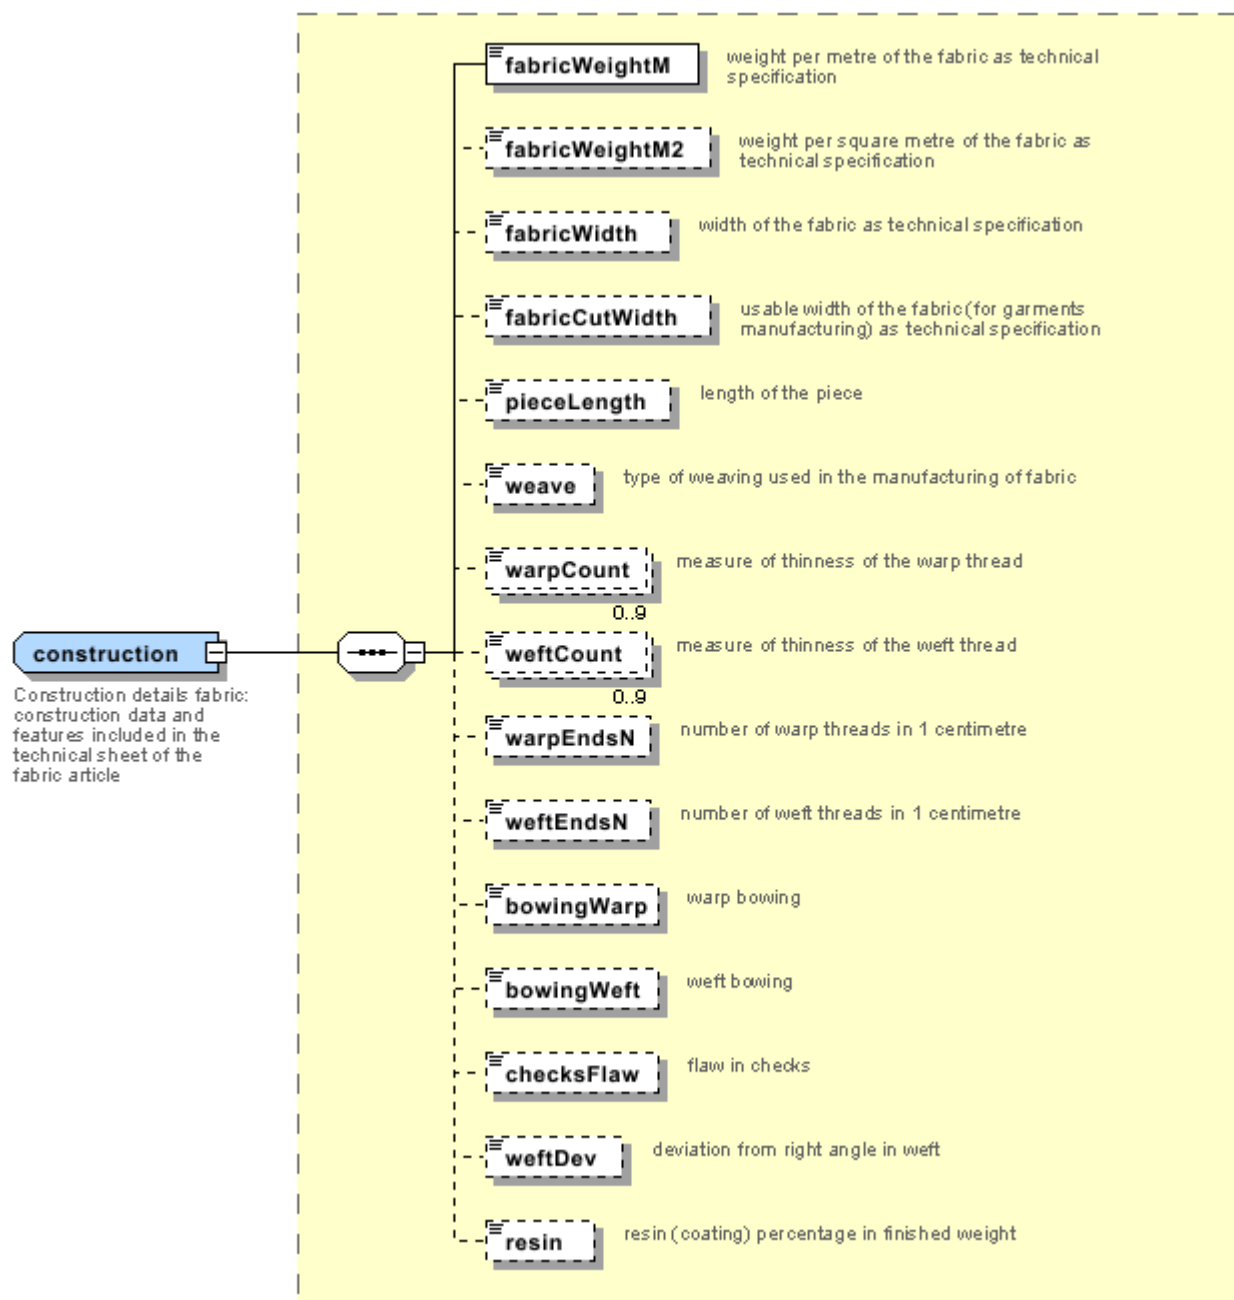 fabricWeightM
weight per metre of the fabric as technical
specification
fabricWeightM2
weight per square metre of the fabric as
technical specification
fabricWidth
width of the fabric as technical specification
fabricCutWidth
usable width of the fabric (for garments
manufacturing) as technical specification
pieceLength
length of the piece
weave
type of weaving used in the manufacturing of fabric
warpCount
measure of thinness of the warp thread
0..9
construction
Construction details fabric:
construction data and
features included in the
technical sheet of the
fabric article
weftCount
measure of thinness of the weft thread
0..9
warpEndsN
number of warp threads in 1 centimetre
weftEndsN
number of weft threads in 1 centimetre
bowingWarp
warp bowing
bowingWeft
weft bowing
checksFlaw
flaw in checks
weftDev
deviation from right angle in weft
resin
resin (coating) percentage in finished weight